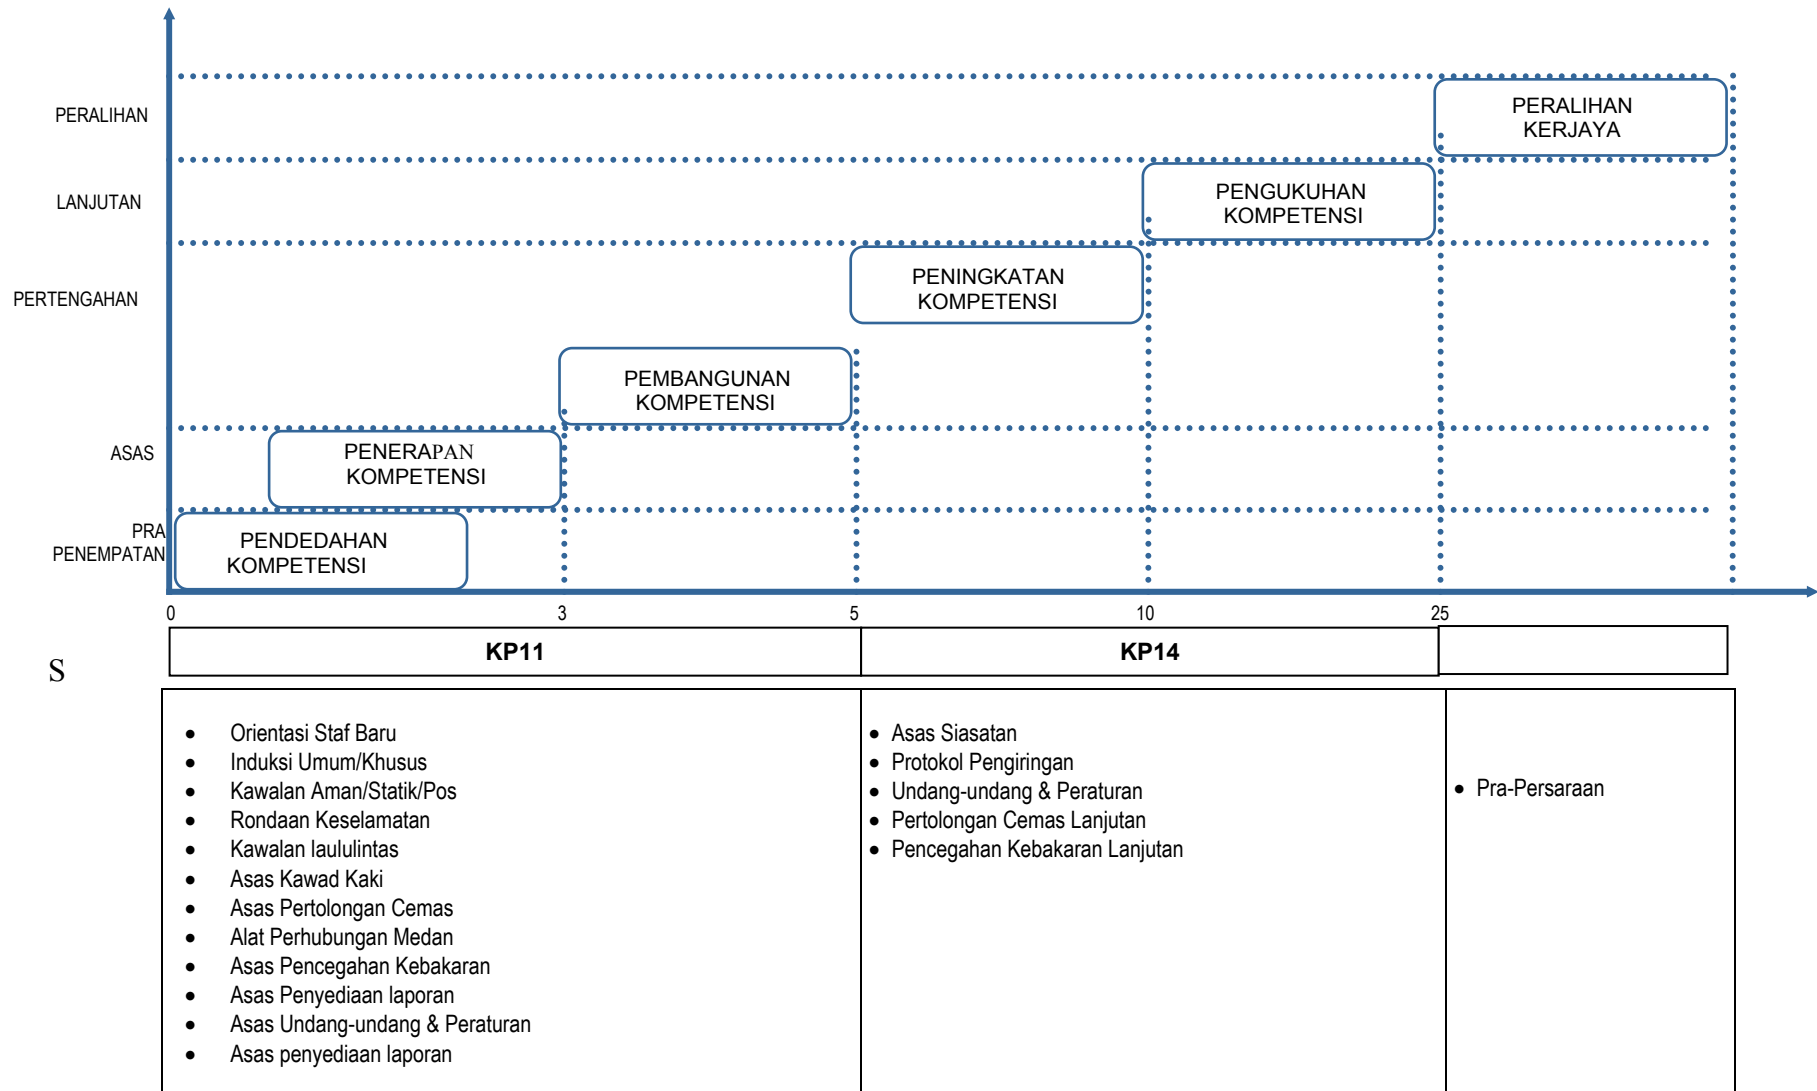 PERALIHAN
PERALIHAN
KERJAYA
LANJUTAN
PENGUKUHAN
KOMPETENSI
PERTENGAHAN
PENINGKATAN
KOMPETENSI
PEMBANGUNAN
KOMPETENSI
ASAS
PENERAPAN
KOMPETENSI
PRA
PENEMPATAN
PENDEDAHAN
KOMPETENSI
0 3 5 10 25
KP11 KP14
S
• Orientasi Staf Baru
• Induksi Umum/Khusus
• Kawalan Aman/Statik/Pos
• Rondaan Keselamatan
• Kawalan laululintas
• Asas Kawad Kaki
• Asas Pertolongan Cemas
• Alat Perhubungan Medan
• Asas Pencegahan Kebakaran
• Asas Penyediaan laporan
• Asas Undang-undang & Peraturan
• Asas penyediaan laporan
• Asas Siasatan
• Protokol Pengiringan
• Undang-undang & Peraturan
• Pertolongan Cemas Lanjutan
• Pencegahan Kebakaran Lanjutan
• Pra-Persaraan